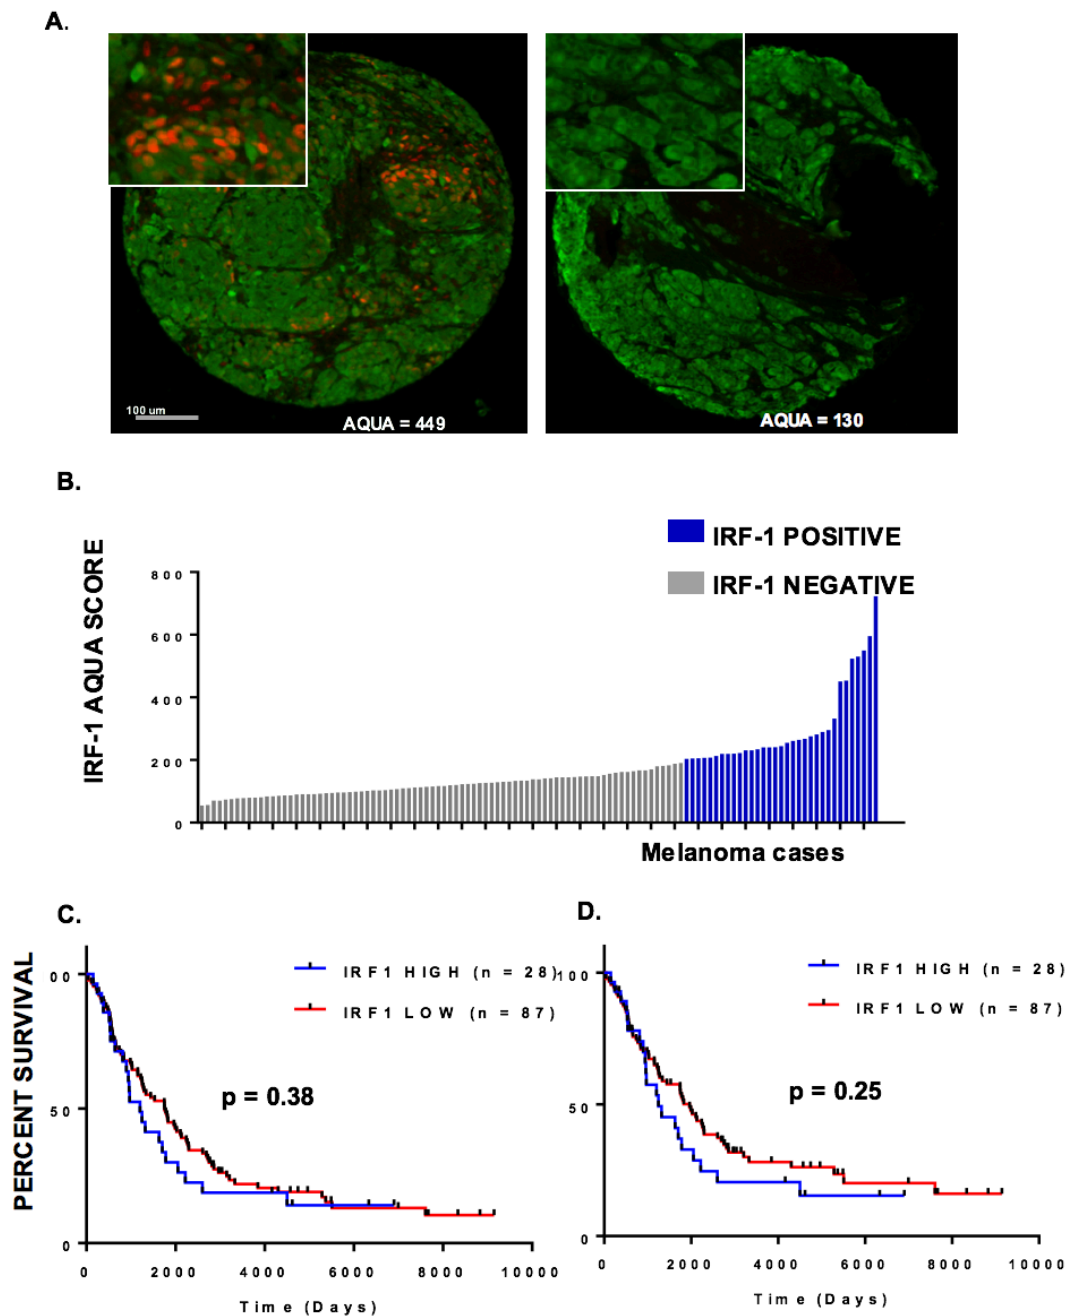 A.
100 um
AQUA = 449
AQUA = 130
B.
IRF-1 POSITIVE
IRF-1 NEGATIVE
IRF-1 AQUA SCORE
800
600
400
200
0
Melanoma cases
C.
PERCENT SURVIVAL
00
50
0
IRF1 HIGH (n = 28)
IRF1 LOW (n = 87)
p = 0.38
0 2000 4000 6000 8000 10000
Time (Days)
D.
100
50
0
IRF1 HIGH (n = 28)
IRF1 LOW (n = 87)
p = 0.25
0 2000 4000 6000 8000 10000
Time (Days)